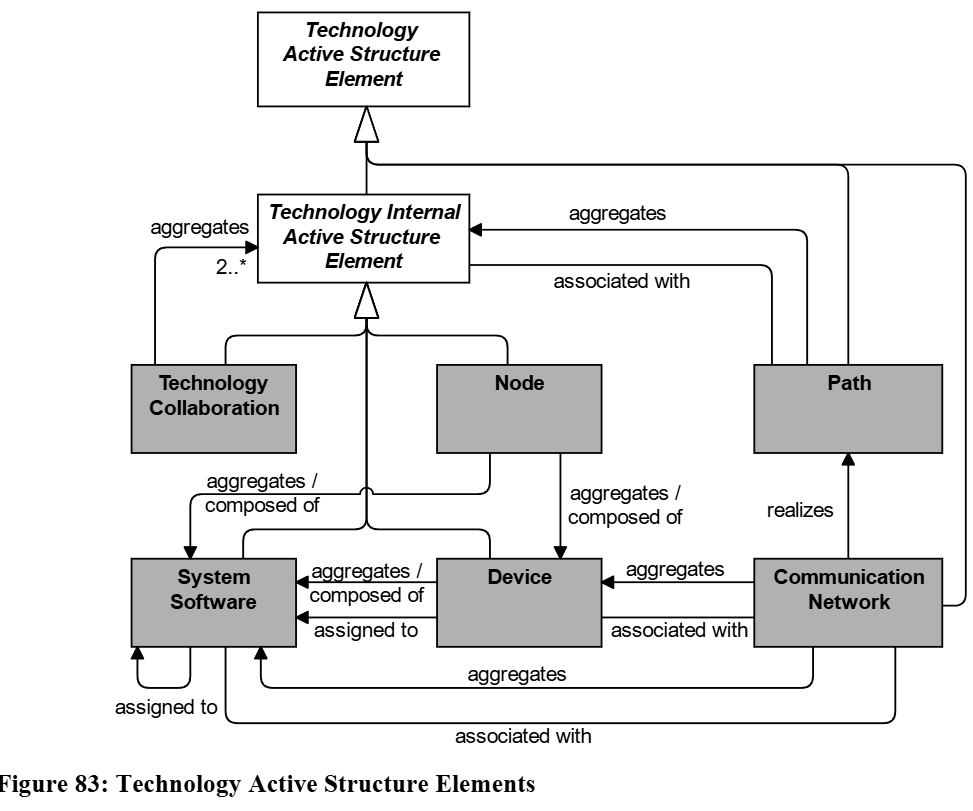 Technology
Active Structure
Element
Technology Internal
Active Structure
Element
aggregates
2..*
aggregates
associated with
Technology
Collaboration
Node
Path
aggregates /
composed of
aggregates /
composed of
realizes
System
Software
aggregates /
composed of
assigned to
Device
aggregates
associated with
Communication
Network
assigned to
aggregates
associated with
Figure 83: Technology Active Structure Elements